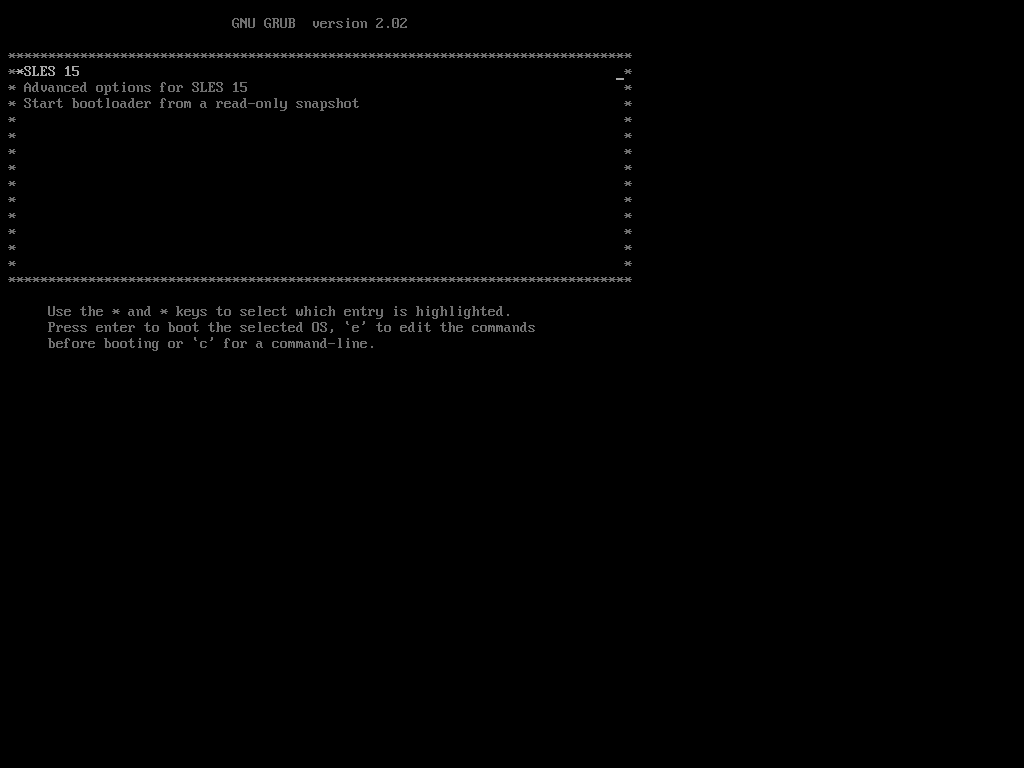 GNU GRUB  version 2.02
*******************************************************************************
**SLES 15 _*
* Advanced options for SLES 15 *
* Start bootloader from a read-only snapshot *
* *
* *
* *
* *
* *
* *
* *
* *
* *
* *
*******************************************************************************
Use the * and * keys to select which entry is highlighted.
Press enter to boot the selected OS, `e' to edit the commands
before booting or `c' for a command-line.